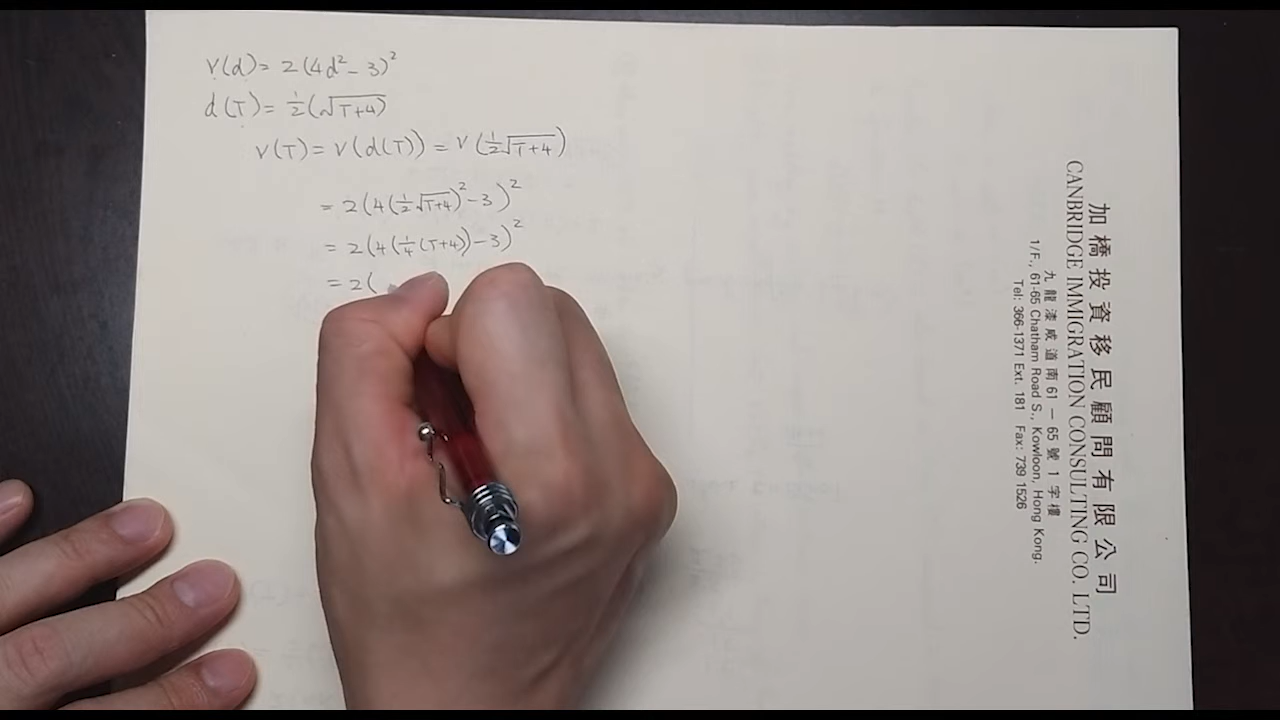 v(d) = 2(4d² - 3)²
d(T) = ½(√T+4)
v(T) = v(d(T)) = v(½√T+4)
= 2(4(½√T+4)² - 3)²
= 2(4(¼(T+4)) - 3)²
= 2(
加橋投資移民顧問有限公司
CANBRIDGE IMMIGRATION CONSULTING CO. LTD.
九龍漆咸道南61－65號1字樓
1/F., 61-65 Chatham Road S., Kowloon, Hong Kong.
Tel: 366-1371 Ext. 181 Fax: 739 1526